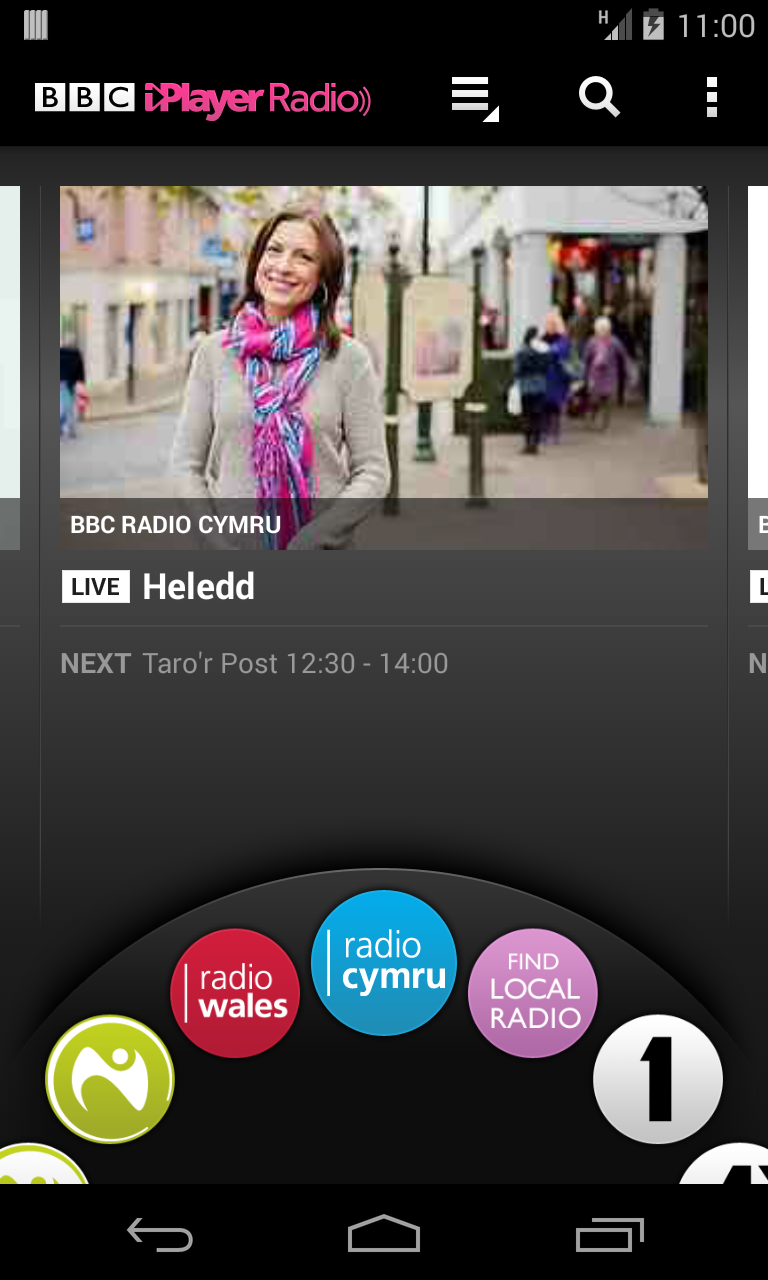 H 11:00
BBC iPlayer Radio
BBC RADIO CYMRU
B
LIVE Heledd
L
NEXT Taro'r Post 12:30 - 14:00
N
radio
cymru
radio
wales
FIND
LOCAL
RADIO
1